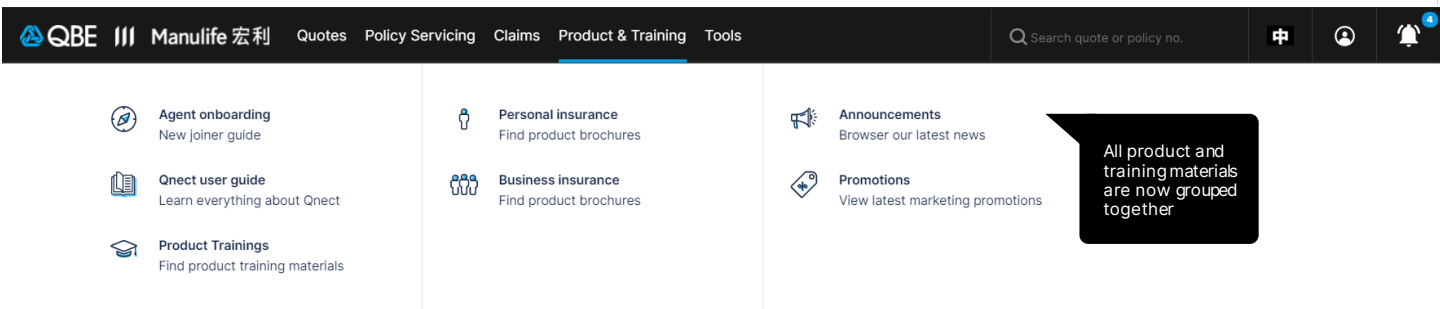 QBE Manulife 宏利 Quotes Policy Servicing Claims Product & Training Tools Search quote or policy no. 中 4
Agent onboarding
New joiner guide
Qnect user guide
Learn everything about Qnect
Product Trainings
Find product training materials
Personal insurance
Find product brochures
Business insurance
Find product brochures
Announcements
Browser our latest news
Promotions
View latest marketing promotions
All product and
training materials
are now grouped
together